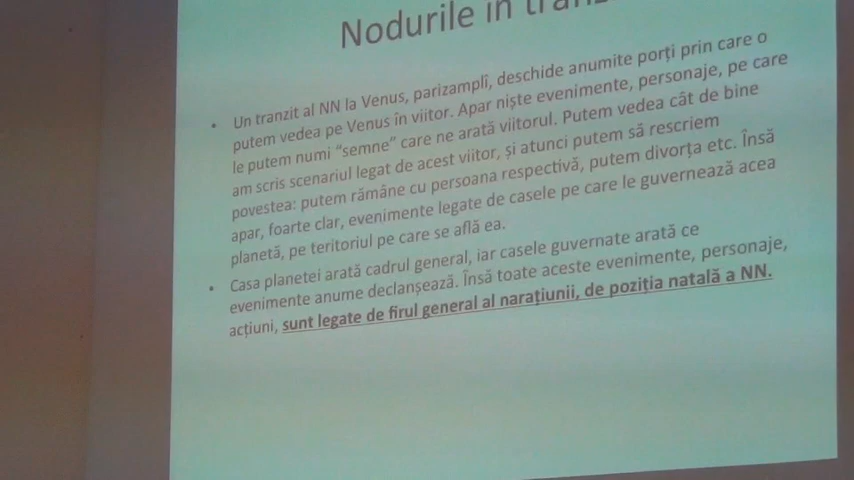 Nodurile în tranz
• Un tranzit al NN la Venus, parizamplî, deschide anumite porți prin care o
putem vedea pe Venus în viitor. Apar niște evenimente, personaje, pe care
le putem numi “semne” care ne arată viitorul. Putem vedea cât de bine
am scris scenariul legat de acest viitor, și atunci putem să rescriem
povestea: putem rămâne cu persoana respectivă, putem divorța etc. Însă
apar, foarte clar, evenimente legate de casele pe care le guvernează acea
planetă, pe teritoriul pe care se află ea.
• Casa planetei arată cadrul general, iar casele guvernate arată ce
evenimente anume declanșează. Însă toate aceste evenimente, personaje,
acțiuni, sunt legate de firul general al narațiunii, de poziția natală a NN.